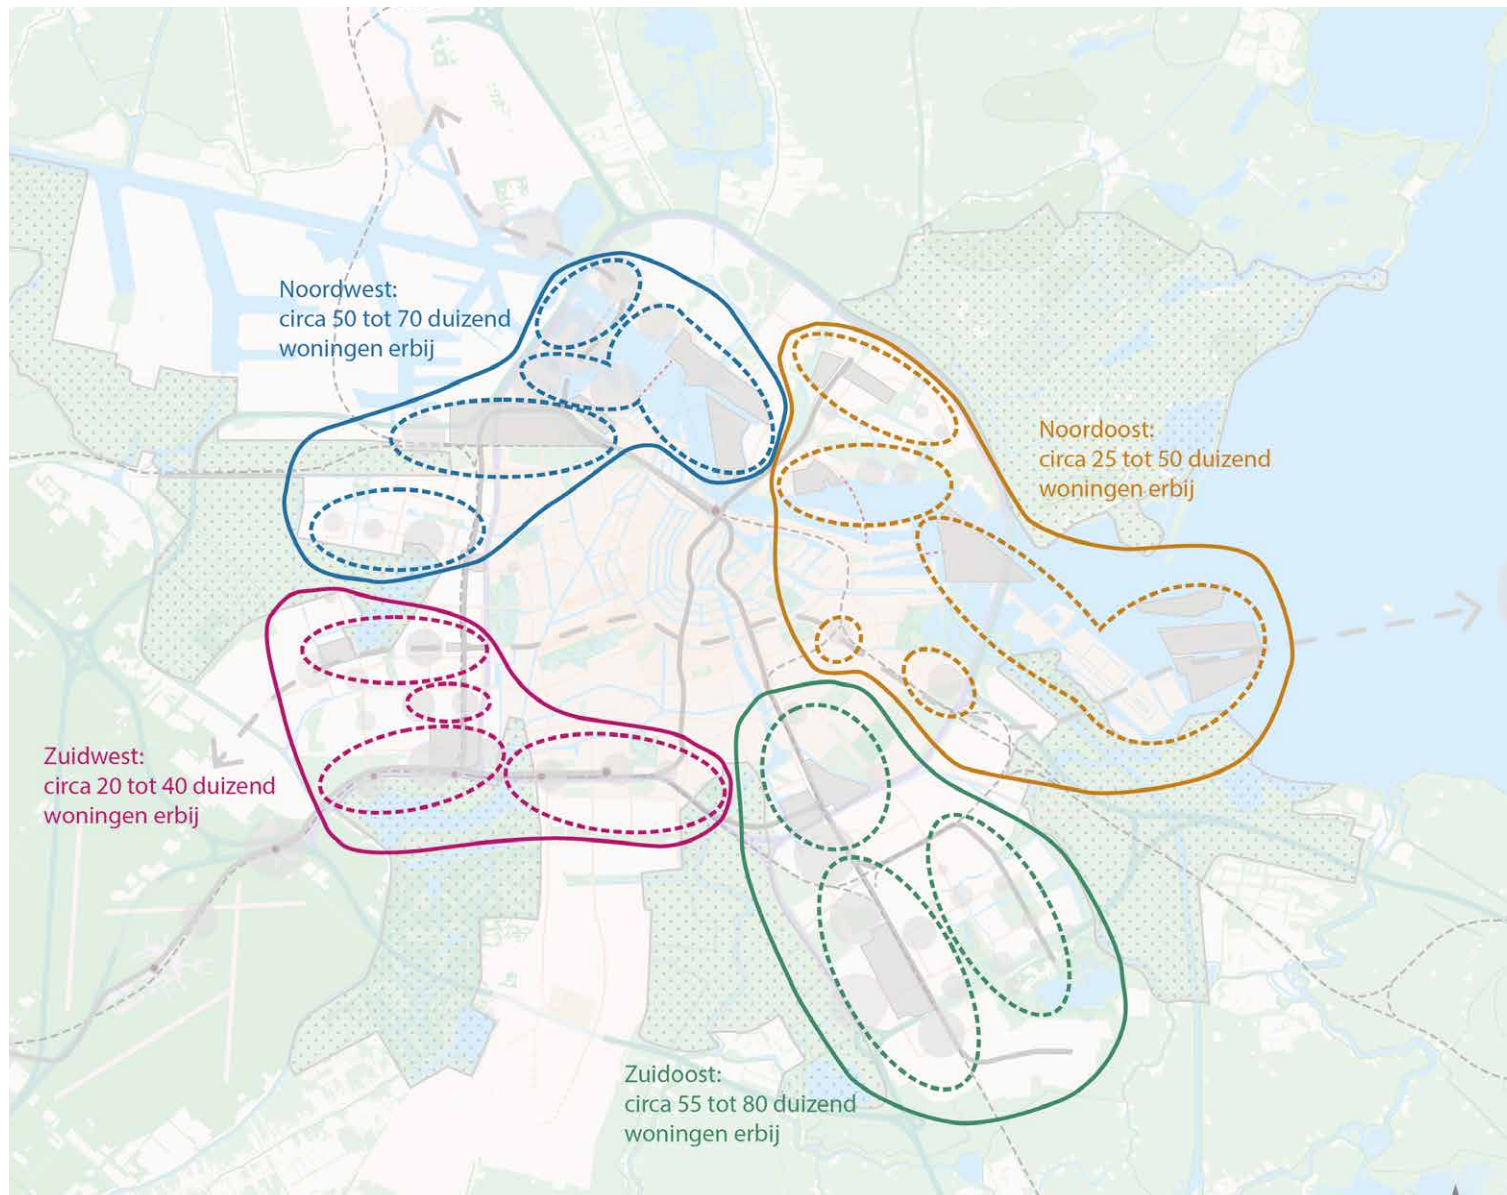 Noordwest:
circa 50 tot 70 duizend
woningen erbij
Noordoost:
circa 25 tot 50 duizend
woningen erbij
Zuidwest:
circa 20 tot 40 duizend
woningen erbij
Zuidoost:
circa 55 tot 80 duizend
woningen erbij